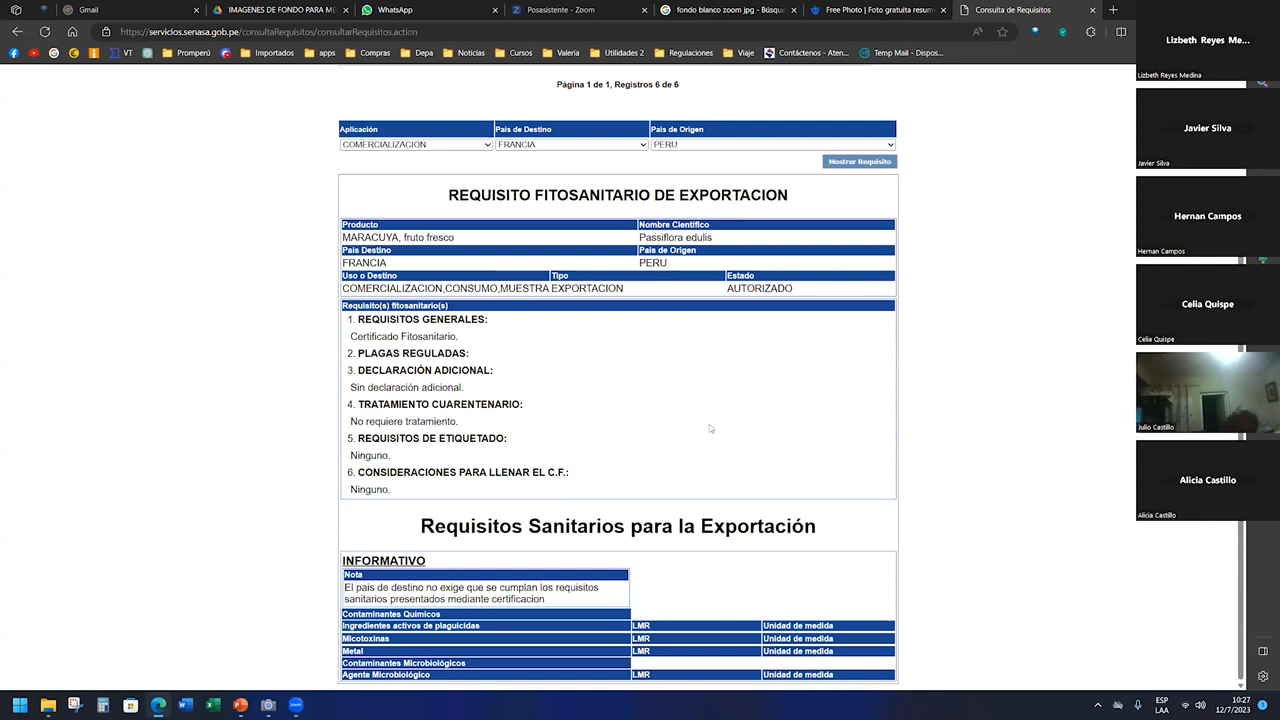 Gmail
IMAGENES DE FONDO PARA ME
WhatsApp
Posasistente - Zoom
fondo blanco zoom jpg - Búsqu
Free Photo | Foto gratuita resum
Consulta de Requisitos
https://servicios.senasa.gob.pe/consultaRequisitos/consultarRequisitos.action
VT
Promperú
Importados
apps
Compras
Depa
Noticias
Cursos
Valeria
Utilidades 2
Regulaciones
Viaje
Contáctenos - Aten...
Temp Mail - Dispos...
Página 1 de 1, Registros 6 de 6
Aplicación País de Destino País de Origen
COMERCIALIZACION FRANCIA PERU
Mostrar Requisito
REQUISITO FITOSANITARIO DE EXPORTACION
Producto Nombre Cientifico
MARACUYA, fruto fresco Passiflora edulis
País Destino País de Origen
FRANCIA PERU
Uso o Destino Tipo Estado
COMERCIALIZACION,CONSUMO,MUESTRA EXPORTACION AUTORIZADO
Requisito(s) fitosanitario(s)
1. REQUISITOS GENERALES:
Certificado Fitosanitario.
2. PLAGAS REGULADAS:
3. DECLARACIÓN ADICIONAL:
Sin declaración adicional.
4. TRATAMIENTO CUARENTENARIO:
No requiere tratamiento.
5. REQUISITOS DE ETIQUETADO:
Ninguno.
6. CONSIDERACIONES PARA LLENAR EL C.F.:
Ninguno.
Requisitos Sanitarios para la Exportación
INFORMATIVO
Nota
El pais de destino no exige que se cumplan los requisitos
sanitarios presentados mediante certificacion
Contaminantes Quimicos
Ingredientes activos de plaguicidas LMR Unidad de medida
Micotoxinas LMR Unidad de medida
Metal LMR Unidad de medida
Contaminantes Microbiológicos
Agente Microbiológico LMR Unidad de medida
Lizbeth Reyes Me...
Lizbeth Reyes Medina
Javier Silva
Javier Silva
Hernan Campos
Hernan Campos
Celia Quispe
Celia Quispe
Julio Castillo
Alicia Castillo
Alicia Castillo
ESP
LAA
10:27
12/7/2023